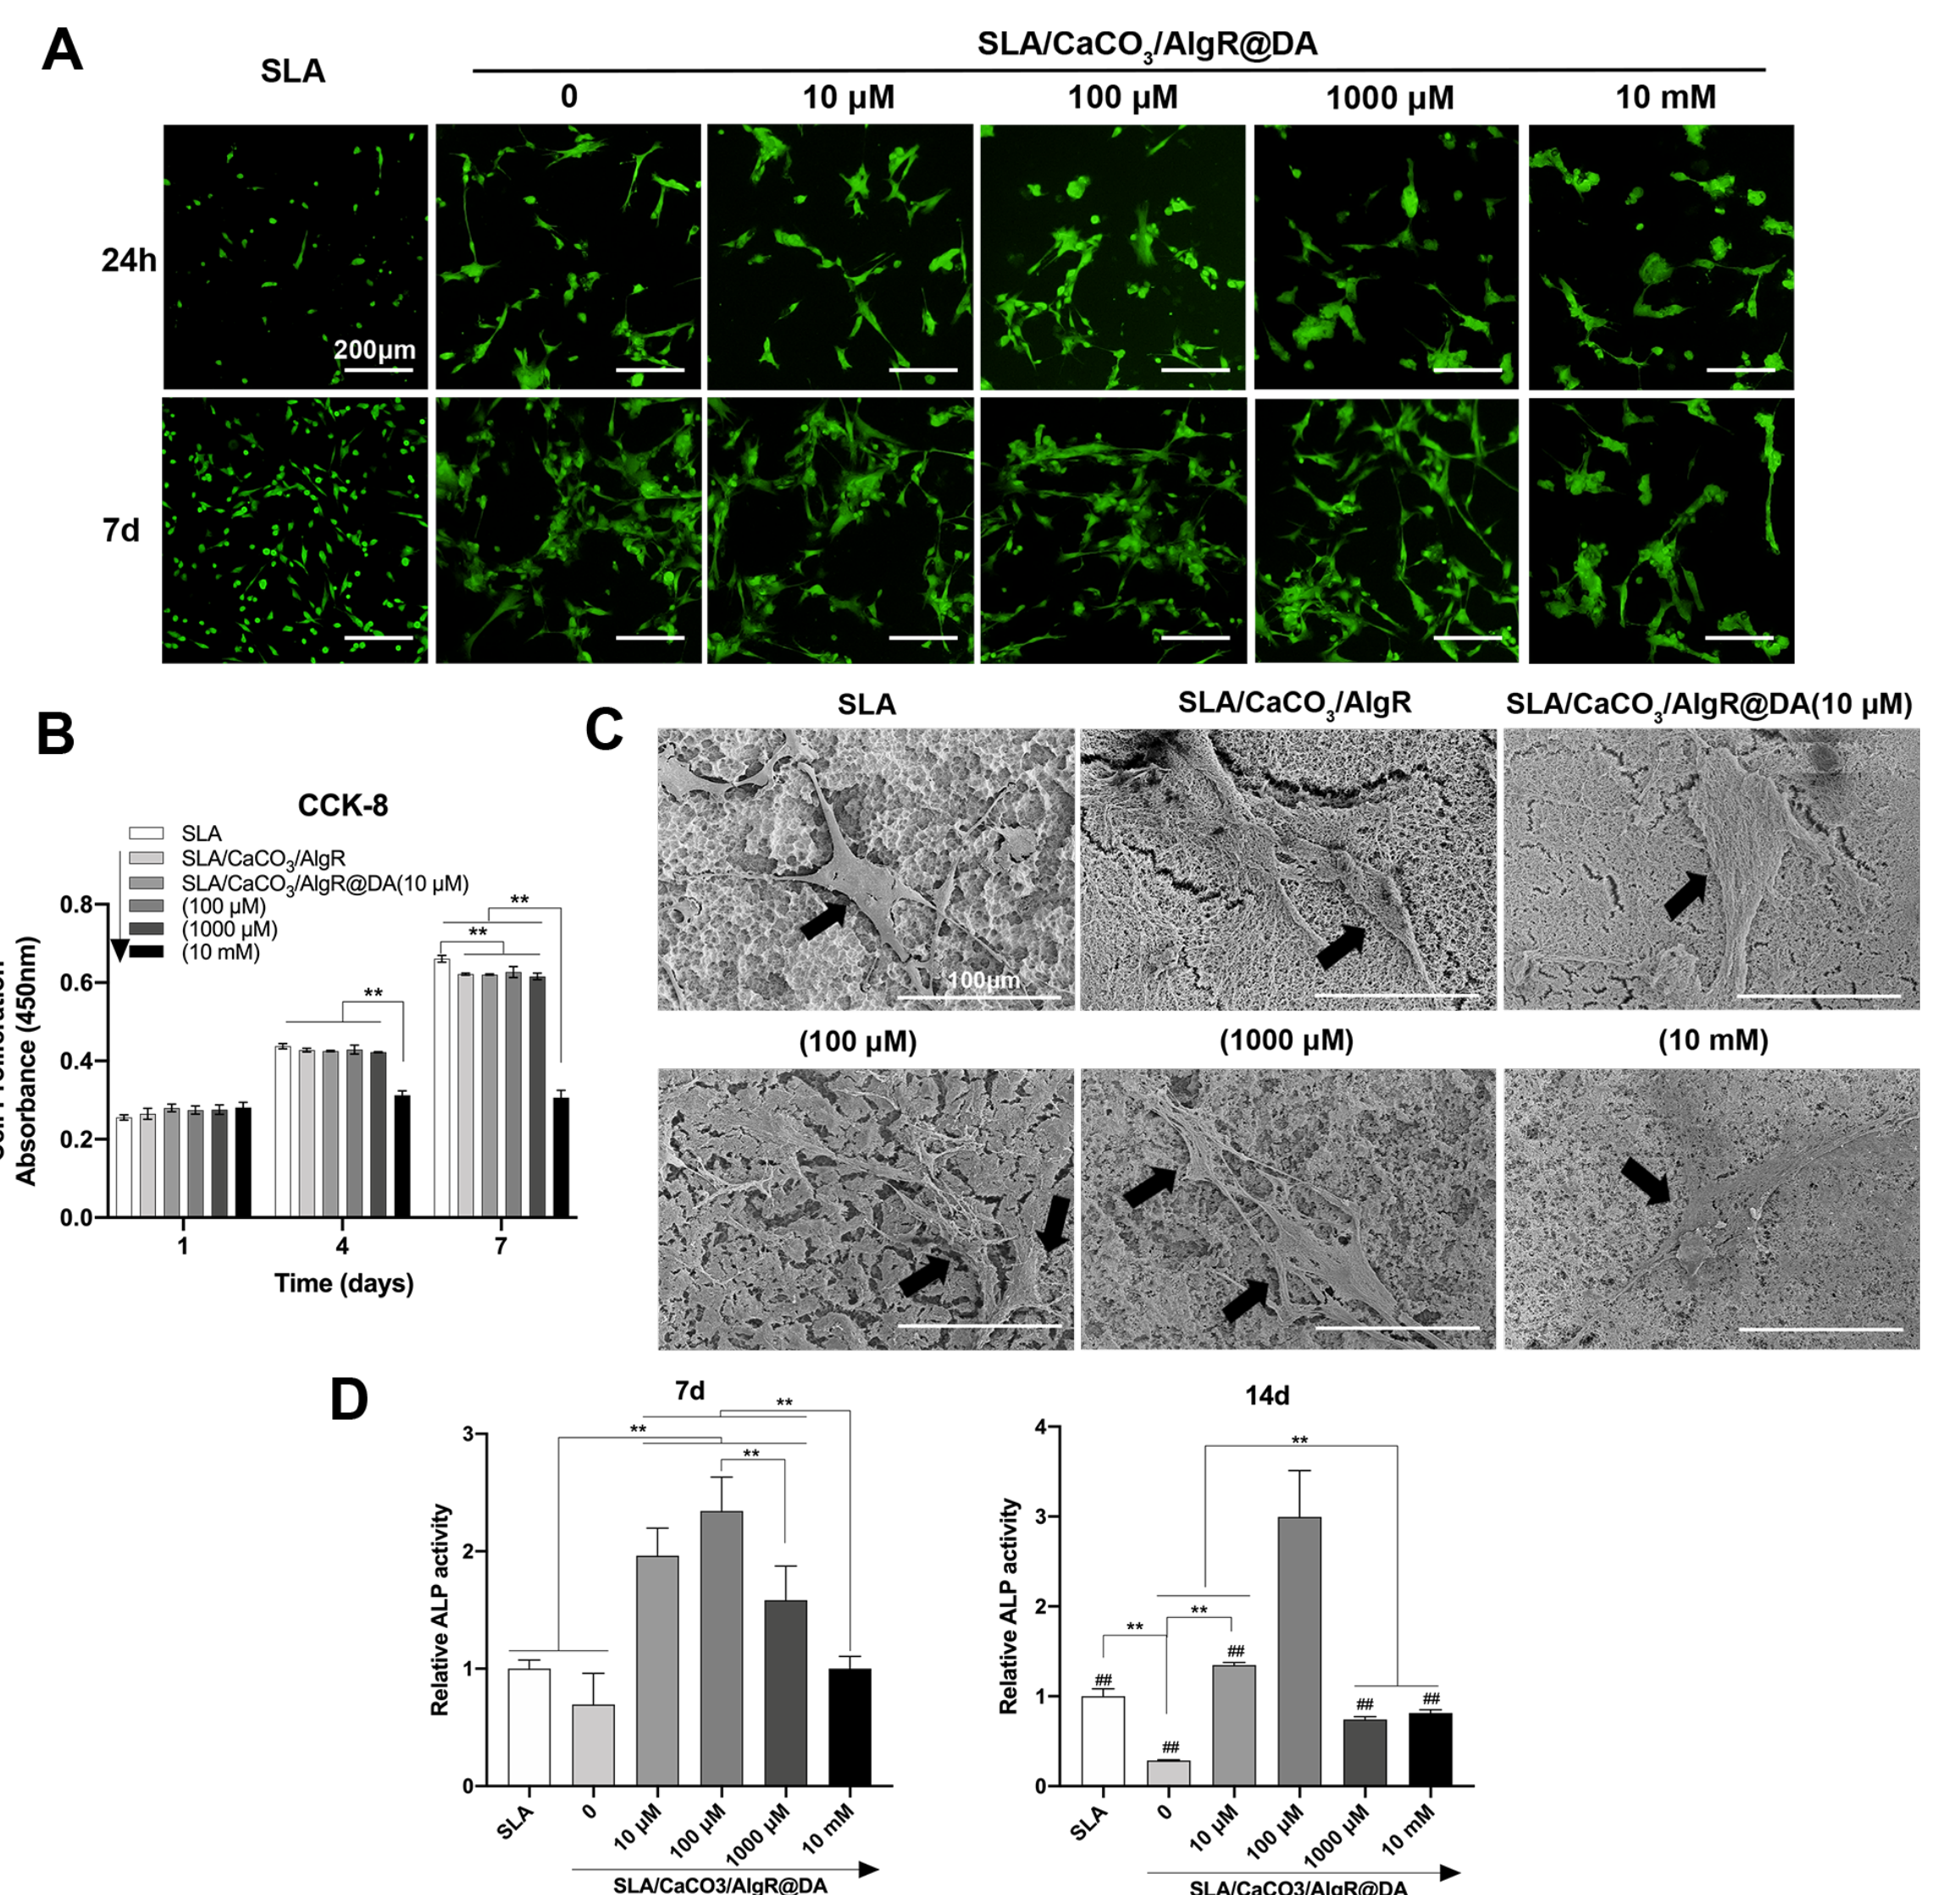 A
SLA
SLA/CaCO3/AlgR@DA
0
10 μM
100 μM
1000 μM
10 mM
24h
200μm
7d
B
CCK-8
SLA
SLA/CaCO3/AlgR
SLA/CaCO3/AlgR@DA(10 μM)
(100 μM)
(1000 μM)
(10 mM)
Absorbance (450nm)
0.8
0.6
0.4
0.2
0.0
**
**
**
1
4
7
Time (days)
C
SLA
SLA/CaCO3/AlgR
SLA/CaCO3/AlgR@DA(10 μM)
100μm
(100 μM)
(1000 μM)
(10 mM)
D
7d
Relative ALP activity
3
2
1
0
**
**
**
SLA
0
10 μM
100 μM
1000 μM
10 mM
SLA/CaCO3/AlgR@DA
14d
Relative ALP activity
4
3
2
1
0
**
**
**
##
##
##
##
##
SLA
0
10 μM
100 μM
1000 μM
10 mM
SLA/CaCO3/AlgR@DA